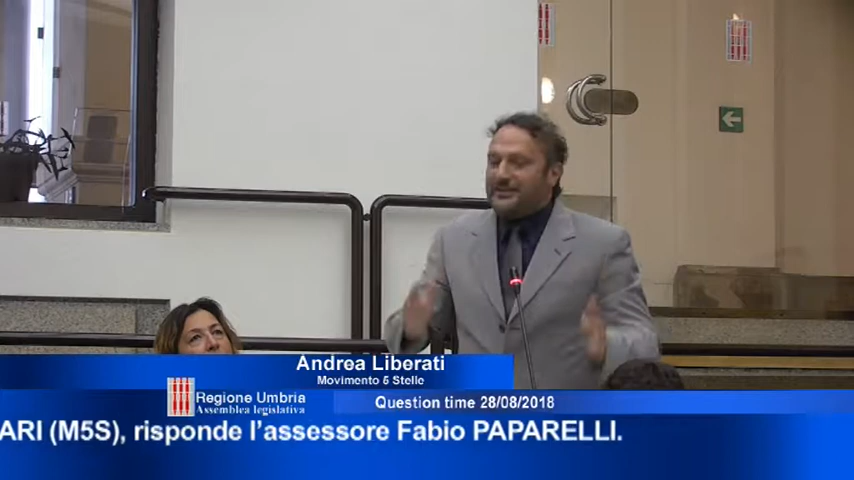 Andrea Liberati
Movimento 5 Stelle
Regione Umbria
Assemblea legislativa
Question time 28/08/2018
ARI (M5S), risponde l'assessore Fabio PAPARELLI.